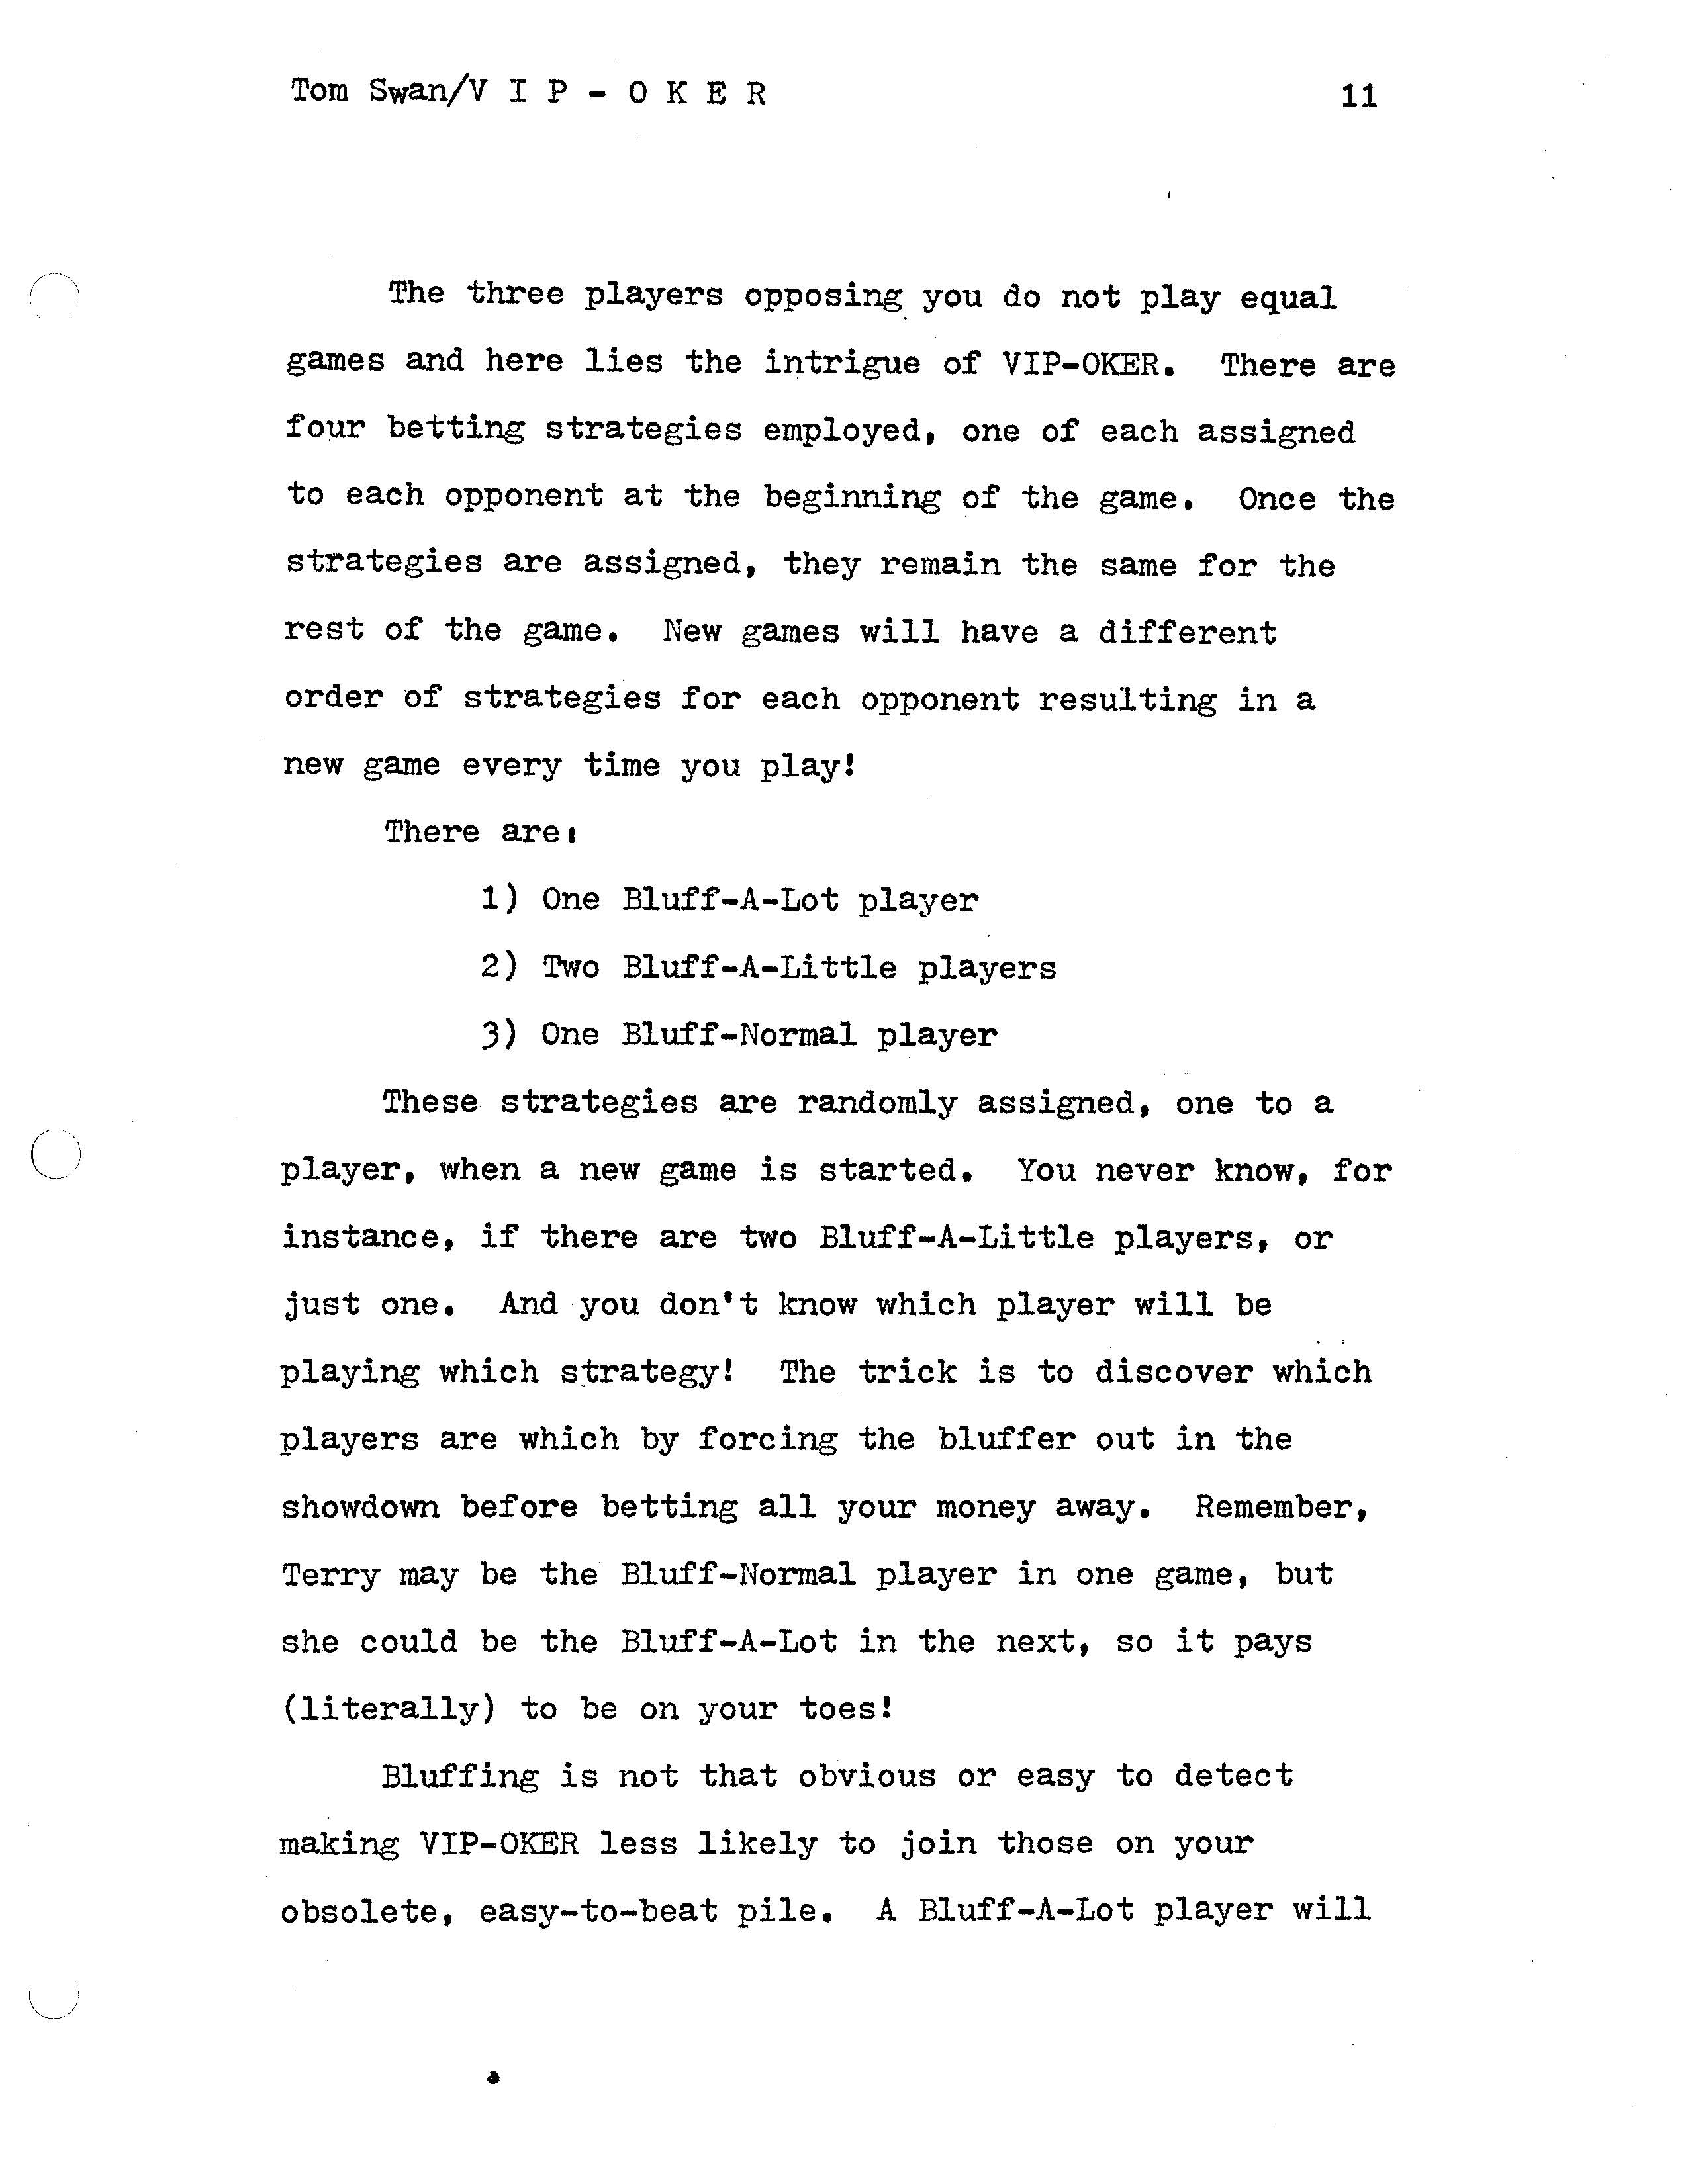 Tom Swan/V I P - O K E R 11
The three players opposing you do not play equal
games and here lies the intrigue of VIP-OKER. There are
four betting strategies employed, one of each assigned
to each opponent at the beginning of the game. Once the
strategies are assigned, they remain the same for the
rest of the game. New games will have a different
order of strategies for each opponent resulting in a
new game every time you play!
There are:
1) One Bluff-A-Lot player
2) Two Bluff-A-Little players
3) One Bluff-Normal player
These strategies are randomly assigned, one to a
player, when a new game is started. You never know, for
instance, if there are two Bluff-A-Little players, or
just one. And you don't know which player will be
playing which strategy! The trick is to discover which
players are which by forcing the bluffer out in the
showdown before betting all your money away. Remember,
Terry may be the Bluff-Normal player in one game, but
she could be the Bluff-A-Lot in the next, so it pays
(literally) to be on your toes!
Bluffing is not that obvious or easy to detect
making VIP-OKER less likely to join those on your
obsolete, easy-to-beat pile. A Bluff-A-Lot player will